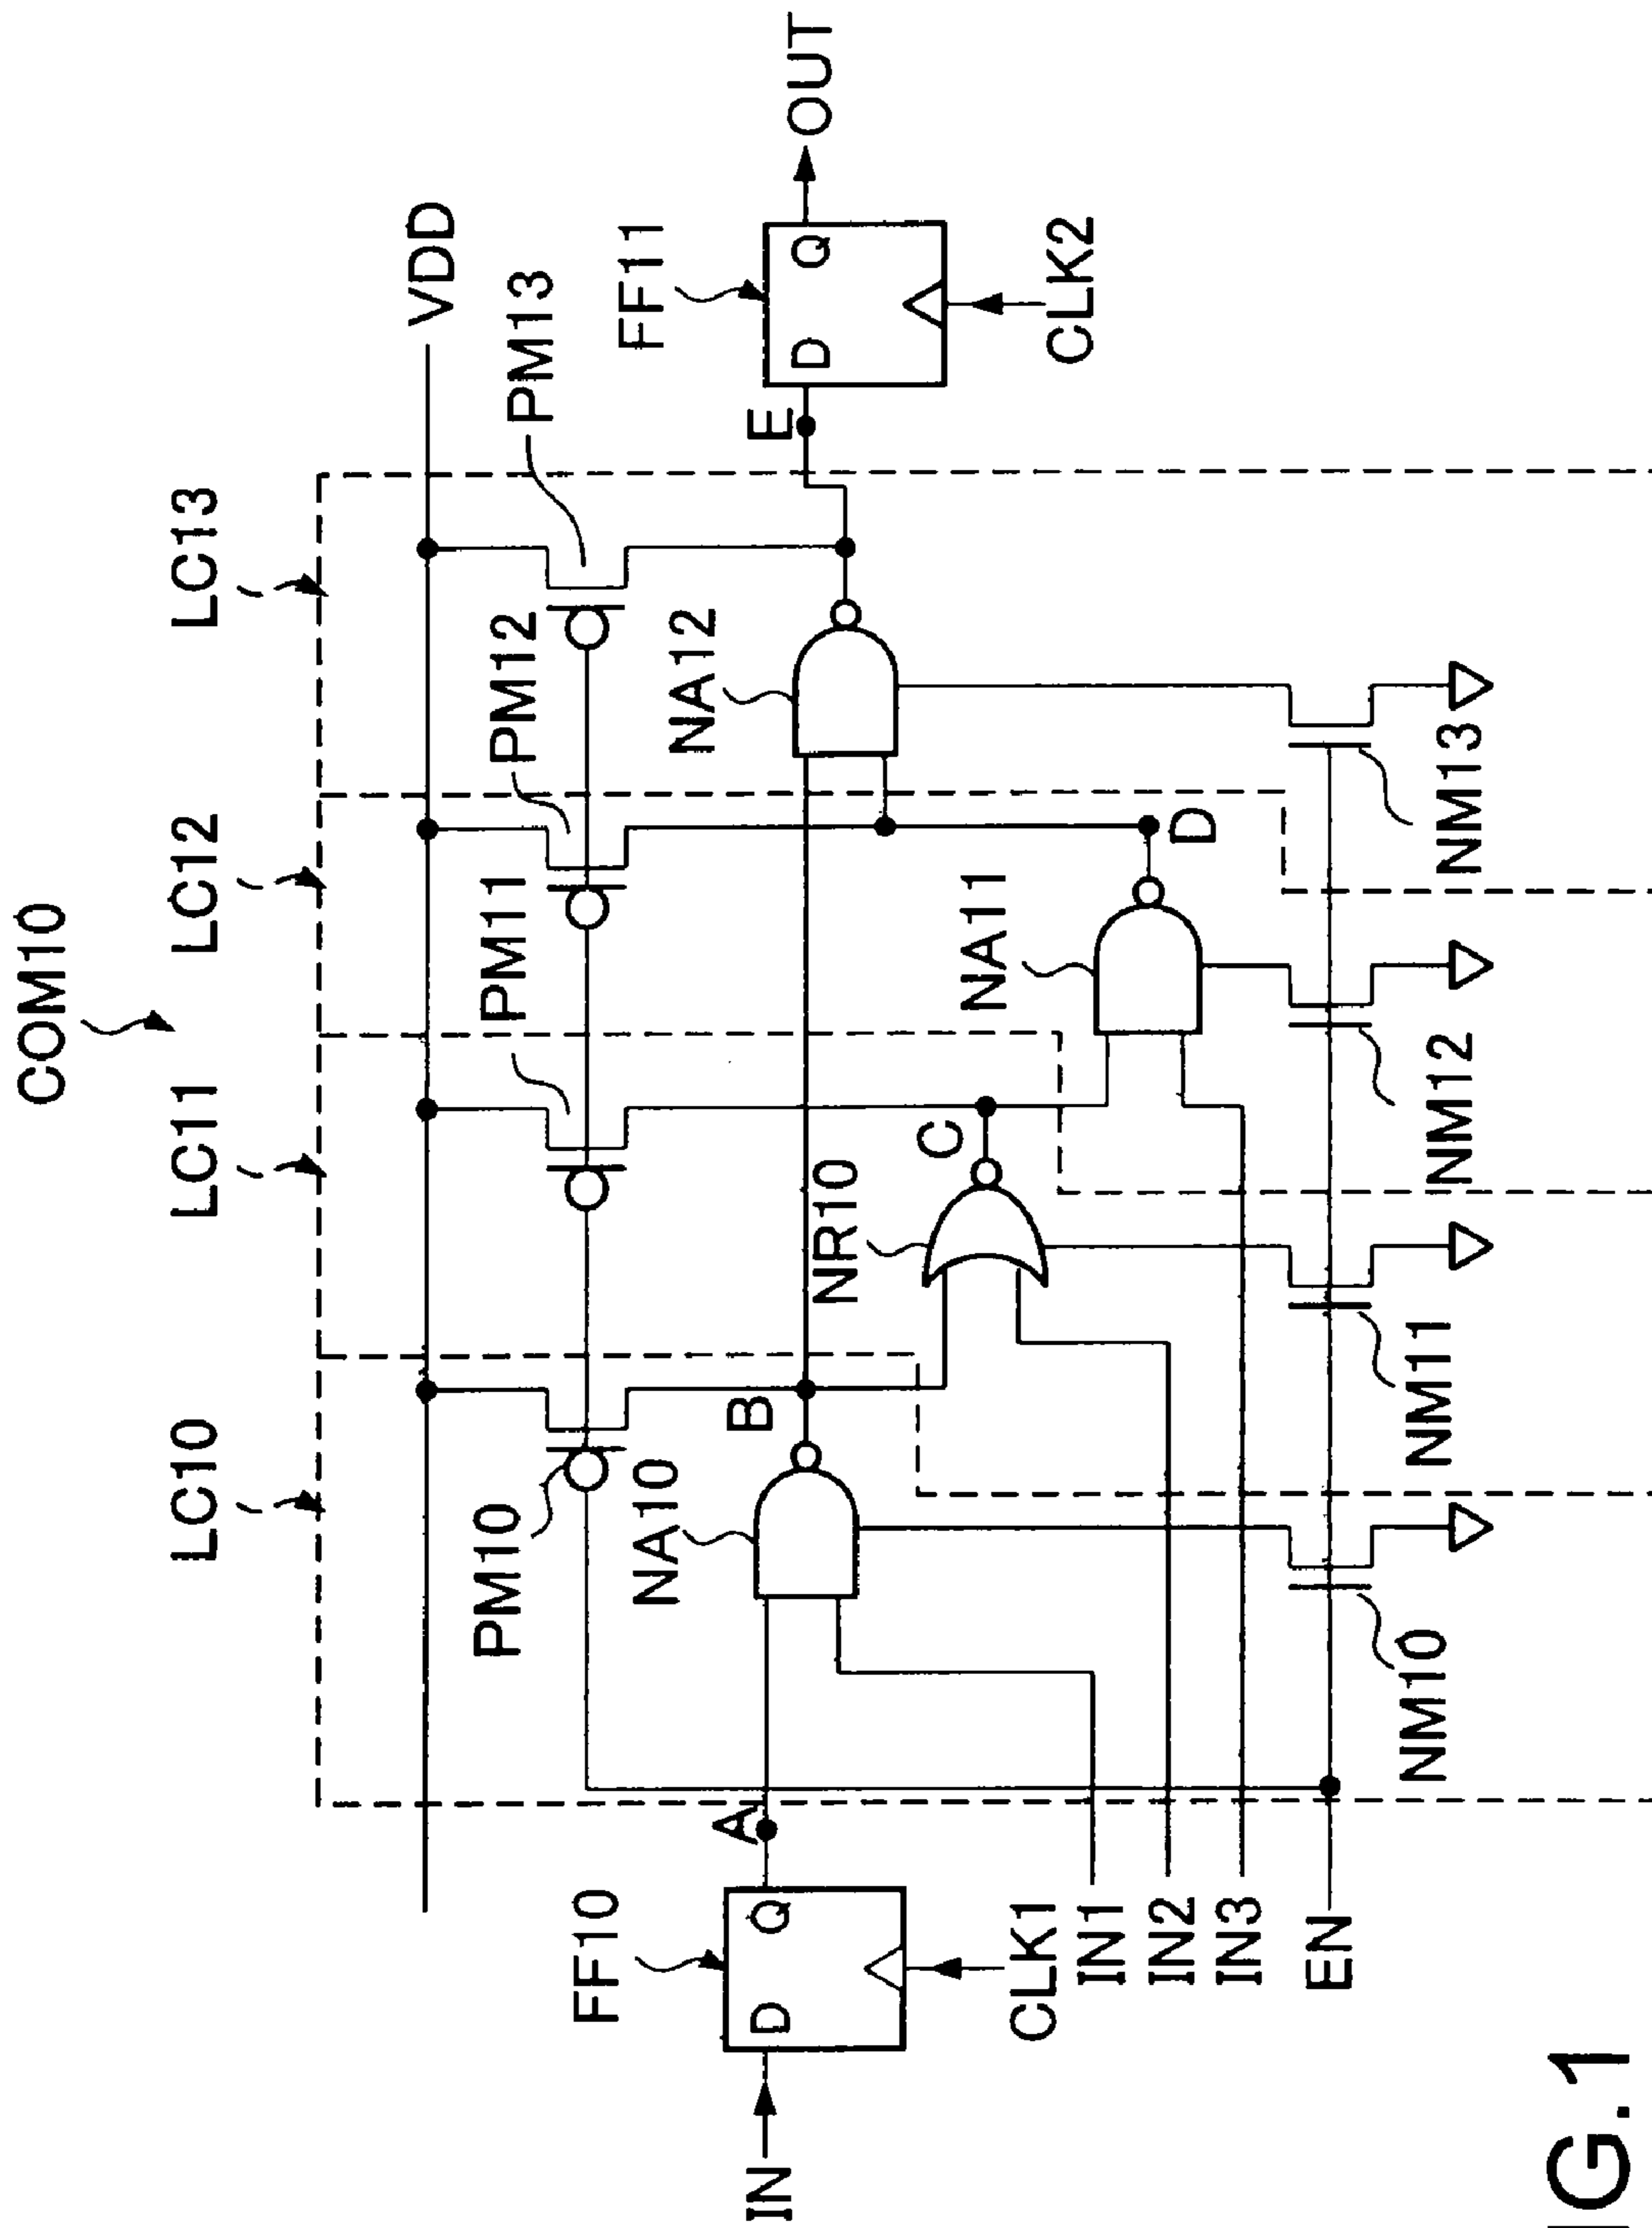 COM10
LC10
LC11
LC12
LC13
VDD
PM10
PM11
PM12
PM13
FF10
FF11
NA10
NA12
IN
D
Q
A
B
E
D
Q
OUT
NR10
C
NA11
CLK1
CLK2
IN1
IN2
IN3
D
EN
NM10
NM11
NM12
NM13
IG.1